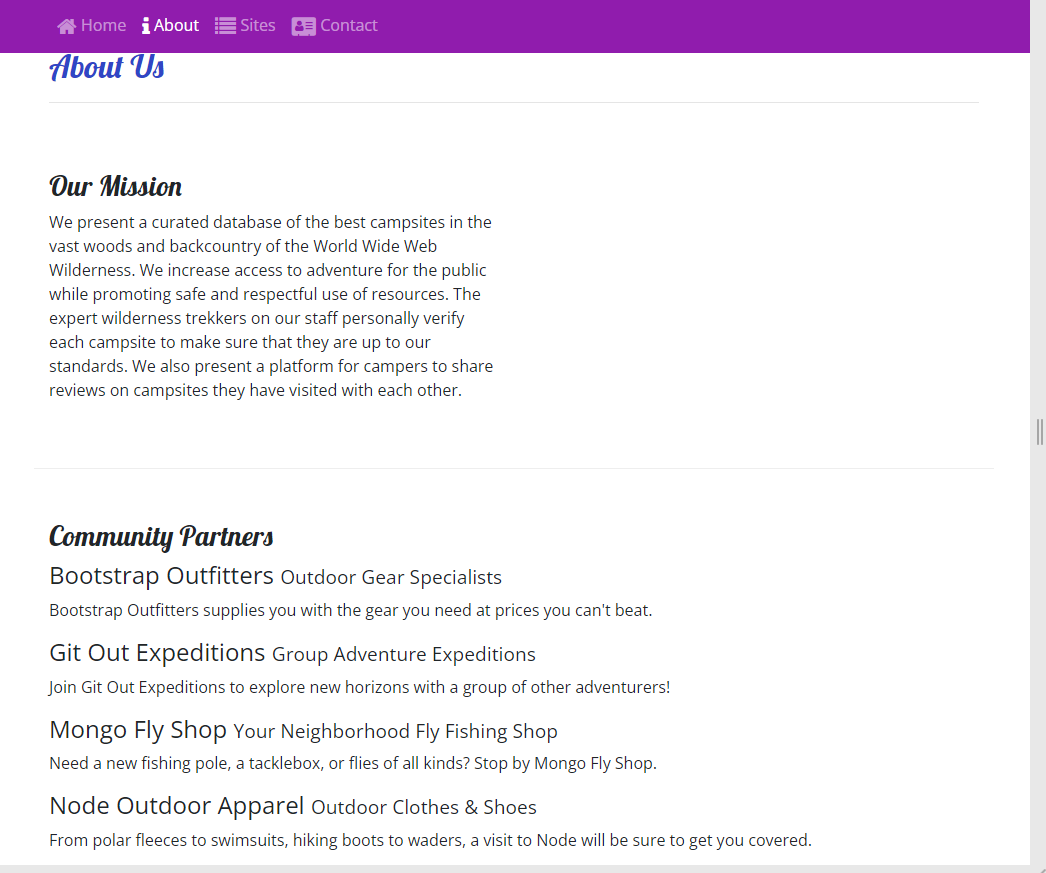 Home About Sites Contact
About Us
Our Mission
We present a curated database of the best campsites in the
vast woods and backcountry of the World Wide Web
Wilderness. We increase access to adventure for the public
while promoting safe and respectful use of resources. The
expert wilderness trekkers on our staff personally verify
each campsite to make sure that they are up to our
standards. We also present a platform for campers to share
reviews on campsites they have visited with each other.
Community Partners
Bootstrap Outfitters Outdoor Gear Specialists
Bootstrap Outfitters supplies you with the gear you need at prices you can't beat.
Git Out Expeditions Group Adventure Expeditions
Join Git Out Expeditions to explore new horizons with a group of other adventurers!
Mongo Fly Shop Your Neighborhood Fly Fishing Shop
Need a new fishing pole, a tacklebox, or flies of all kinds? Stop by Mongo Fly Shop.
Node Outdoor Apparel Outdoor Clothes & Shoes
From polar fleeces to swimsuits, hiking boots to waders, a visit to Node will be sure to get you covered.